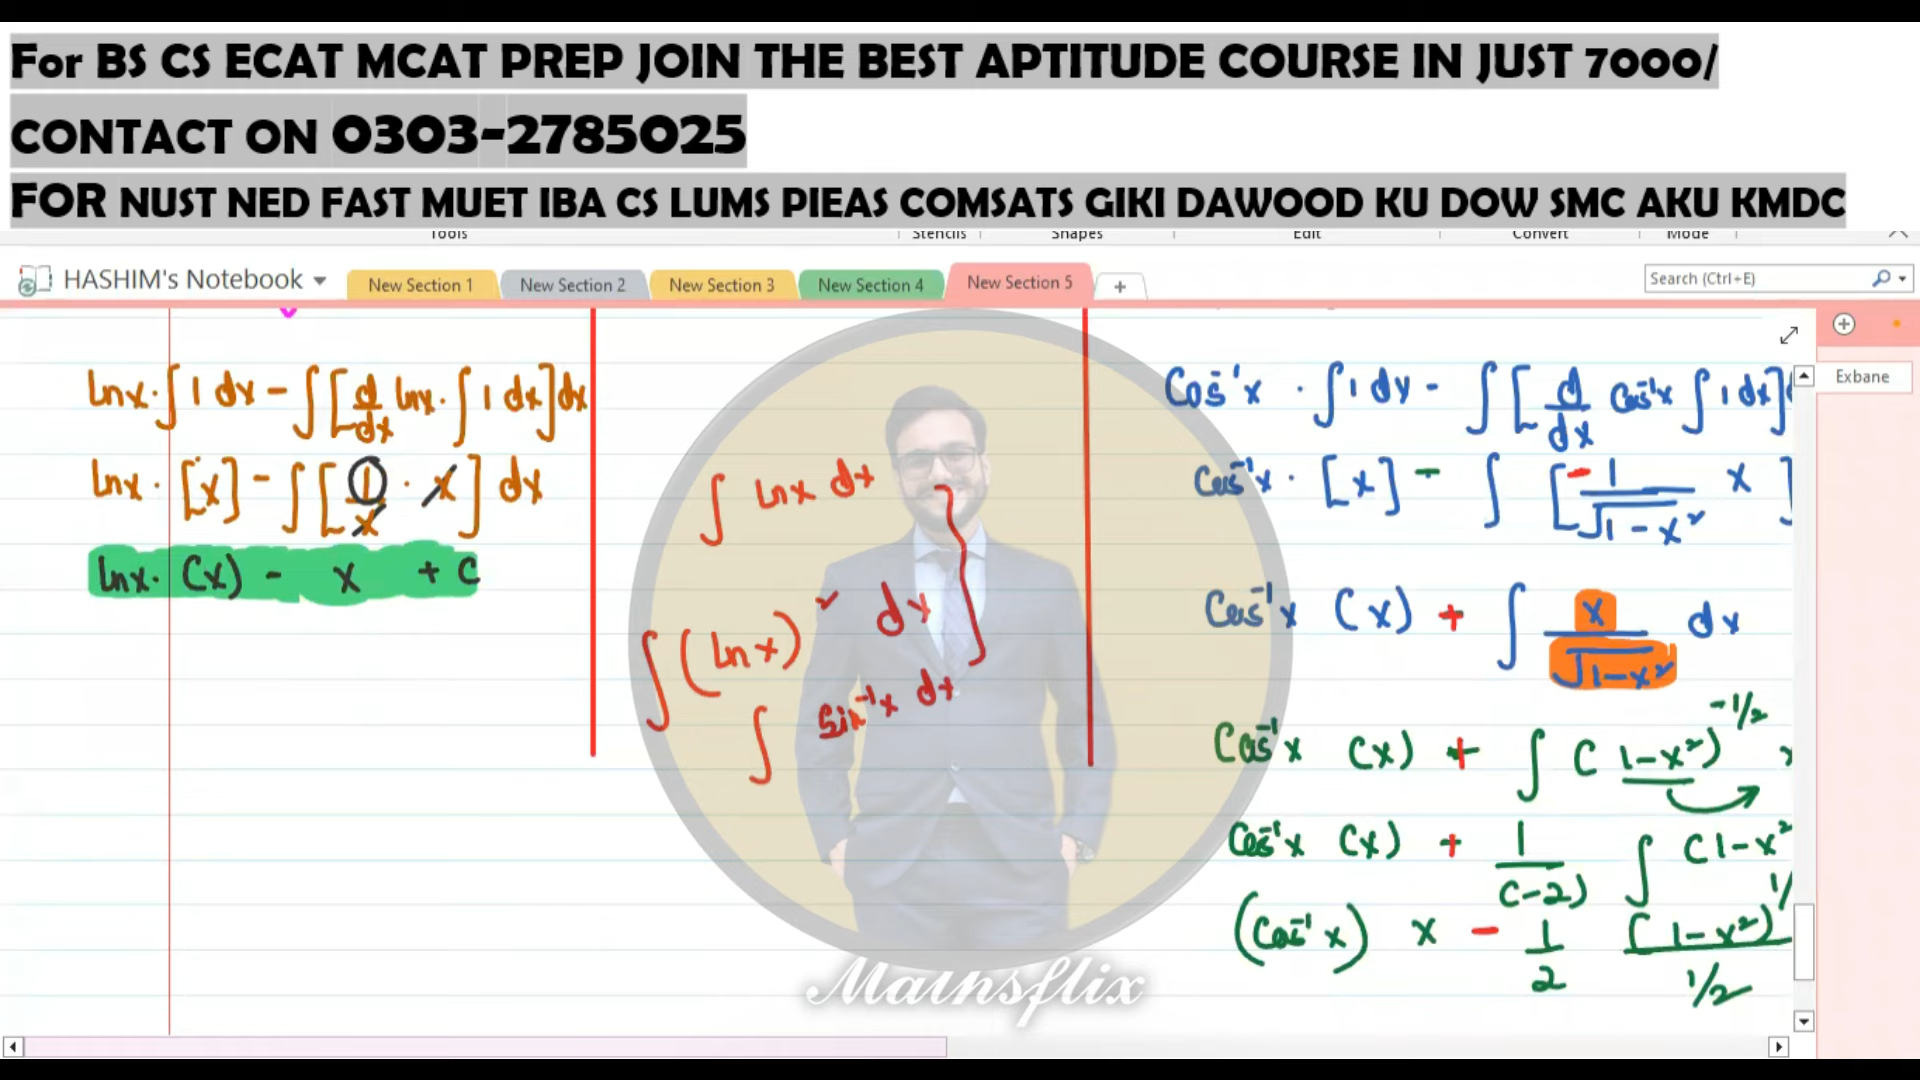 For BS CS ECAT MCAT PREP JOIN THE BEST APTITUDE COURSE IN JUST 7000/
CONTACT ON 0303-2785025
FOR NUST NED FAST MUET IBA CS LUMS PIEAS COMSATS GIKI DAWOOD KU DOW SMC AKU KMDC
Tools Stencils Shapes Edit Convert Mode
HASHIM's Notebook New Section 1 New Section 2 New Section 3 New Section 4 New Section 5 + Search (Ctrl+E)
Exbane
lnx · ∫ 1 dx - ∫ [d/dx lnx · ∫ 1 dx] dx
lnx · [x] - ∫ [1/x · x] dx
lnx · (x) - x + c
∫ lnx dx
∫ (lnx)² dx
∫ sin⁻¹x dx
Cos⁻¹x · ∫ 1 dx - ∫ [d/dx Cos⁻¹x ∫ 1 dx]
Cos⁻¹x · [x] - ∫ [-1/√1-x² x]
Cos⁻¹x (x) + ∫ x/√1-x² dx
Cos⁻¹x (x) + ∫ (1-x²)^-1/2
Cos⁻¹x (x) + 1/(-2) ∫ (1-x²
(Cos⁻¹x) x - 1/2 (1-x²)^1/ / 1/2
Mainsflix